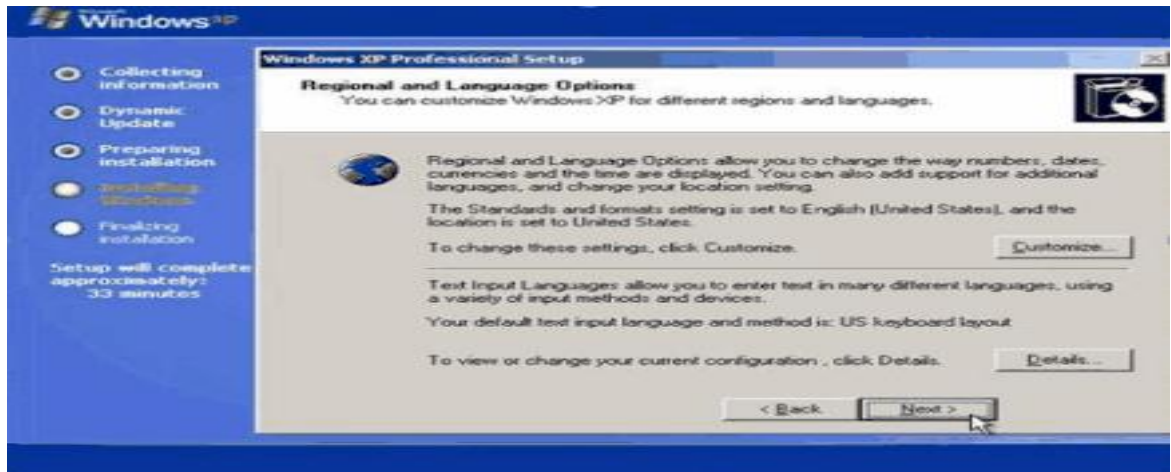 Windows xp
Collecting
information
Dynamic
Update
Preparing
installation
Installing
Windows
Finalizing
installation
Setup will complete
approximately:
33 minutes
Windows XP Professional Setup
Regional and Language Options
You can customize Windows XP for different regions and languages.
Regional and Language Options allow you to change the way numbers, dates,
currencies and the time are displayed. You can also add support for additional
languages, and change your location setting.
The Standards and formats setting is set to English (United States), and the
location is set to United States.
To change these settings, click Customize.
Customize...
Text Input Languages allow you to enter text in many different languages, using
a variety of input methods and devices.
Your default text input language and method is: US keyboard layout
To view or change your current configuration , click Details.
Details...
< Back
Next >